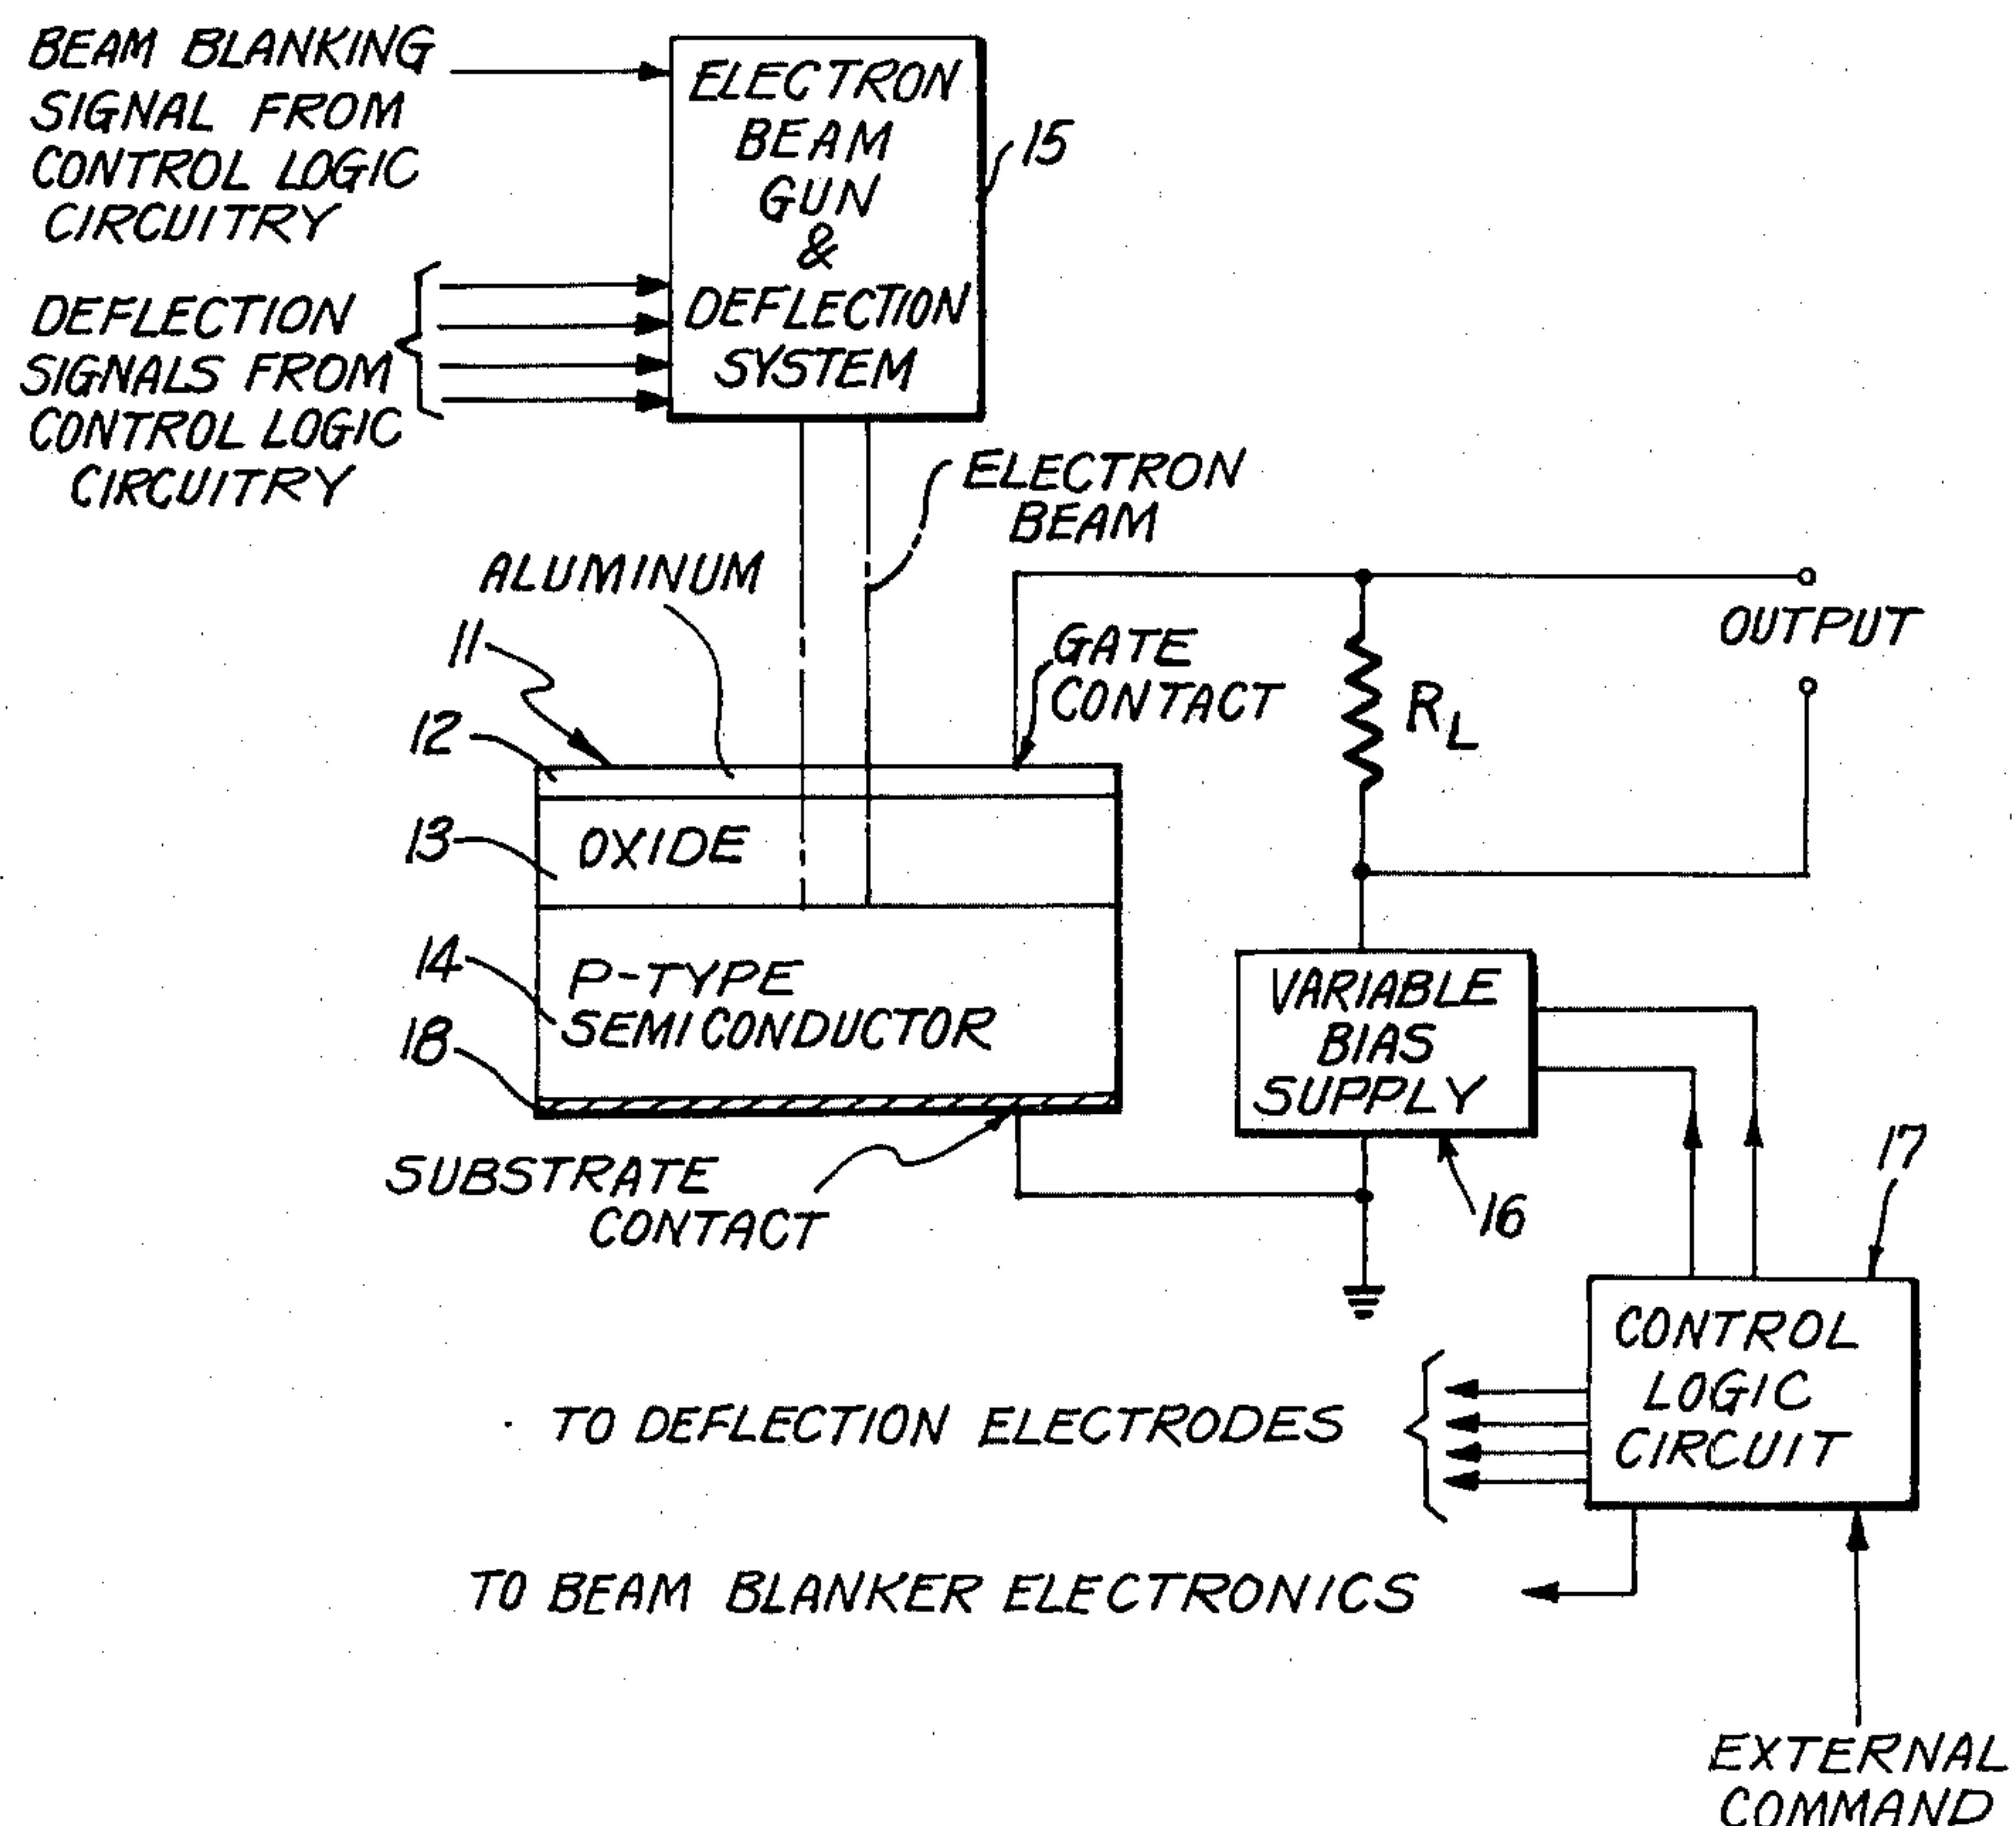 BEAM BLANKING
SIGNAL FROM
CONTROL LOGIC
CIRCUITRY
DEFLECTION
SIGNALS FROM
CONTROL LOGIC
CIRCUITRY
ELECTRON
BEAM
GUN
&
DEFLECTION
SYSTEM
15
ELECTRON
BEAM
ALUMINUM
11
12
13
14
18
GATE
CONTACT
OUTPUT
RL
OXIDE
P-TYPE
SEMICONDUCTOR
SUBSTRATE
CONTACT
VARIABLE
BIAS
SUPPLY
16
17
CONTROL
LOGIC
CIRCUIT
TO DEFLECTION ELECTRODES
TO BEAM BLANKER ELECTRONICS
EXTERNAL
COMMAND